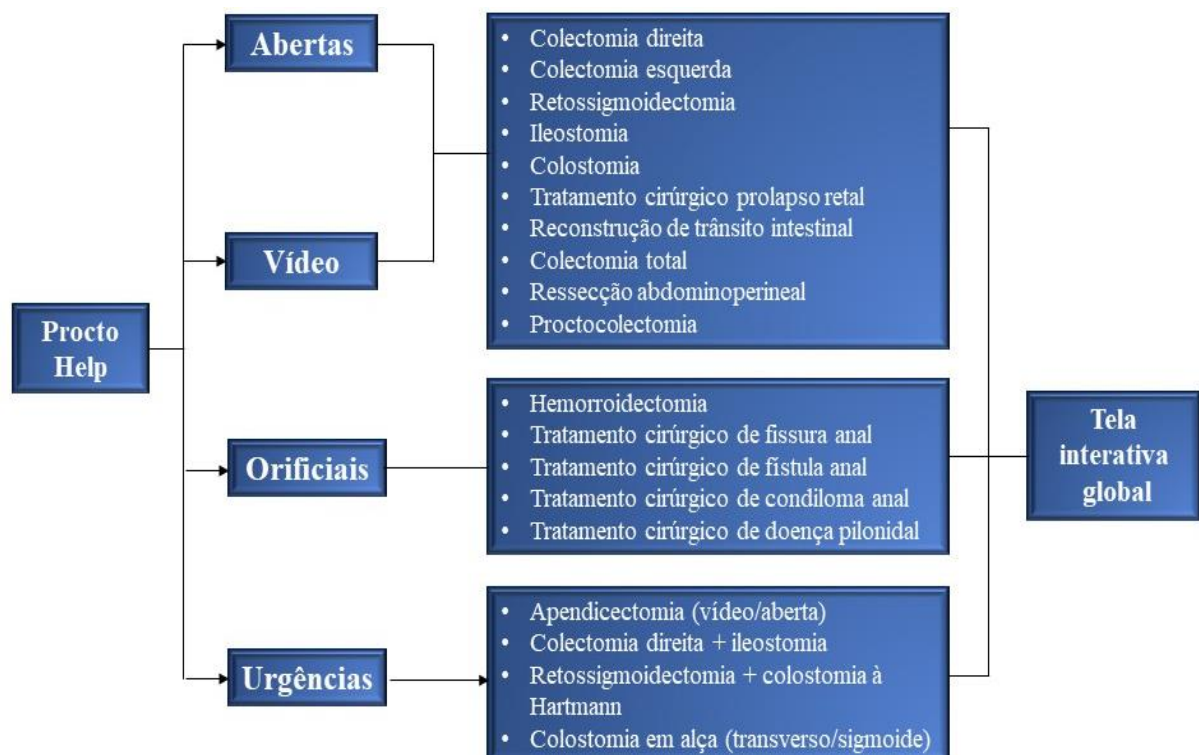 Procto
Help
Abertas
Vídeo
Orificiais
Urgências
• Colectomia direita
• Colectomia esquerda
• Retossigmoidectomia
• Ileostomia
• Colostomia
• Tratamento cirúrgico prolapso retal
• Reconstrução de trânsito intestinal
• Colectomia total
• Ressecção abdominoperineal
• Proctocolectomia
• Hemorroidectomia
• Tratamento cirúrgico de fissura anal
• Tratamento cirúrgico de fístula anal
• Tratamento cirúrgico de condiloma anal
• Tratamento cirúrgico de doença pilonidal
• Apendicectomia (vídeo/aberta)
• Colectomia direita + ileostomia
• Retossigmoidectomia + colostomia à
Hartmann
• Colostomia em alça (transverso/sigmoide)
Tela
interativa
global